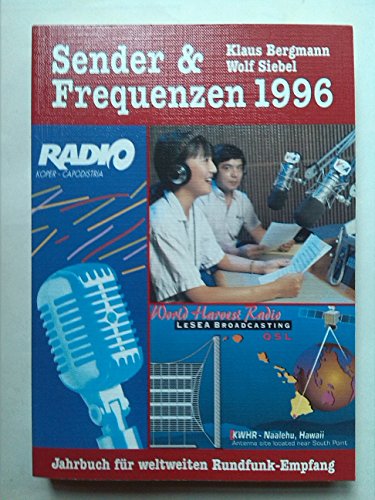 Sender &
Frequenzen 1996
Klaus Bergmann
Wolf Siebel
RADIO
KOPER - CAPODISTRIA
World Harvest Radio
LESEA BROADCASTING
QSL
KWHR - Naalehu, Hawaii
Antenna site located near South Point
Jahrbuch für weltweiten Rundfunk-Empfang